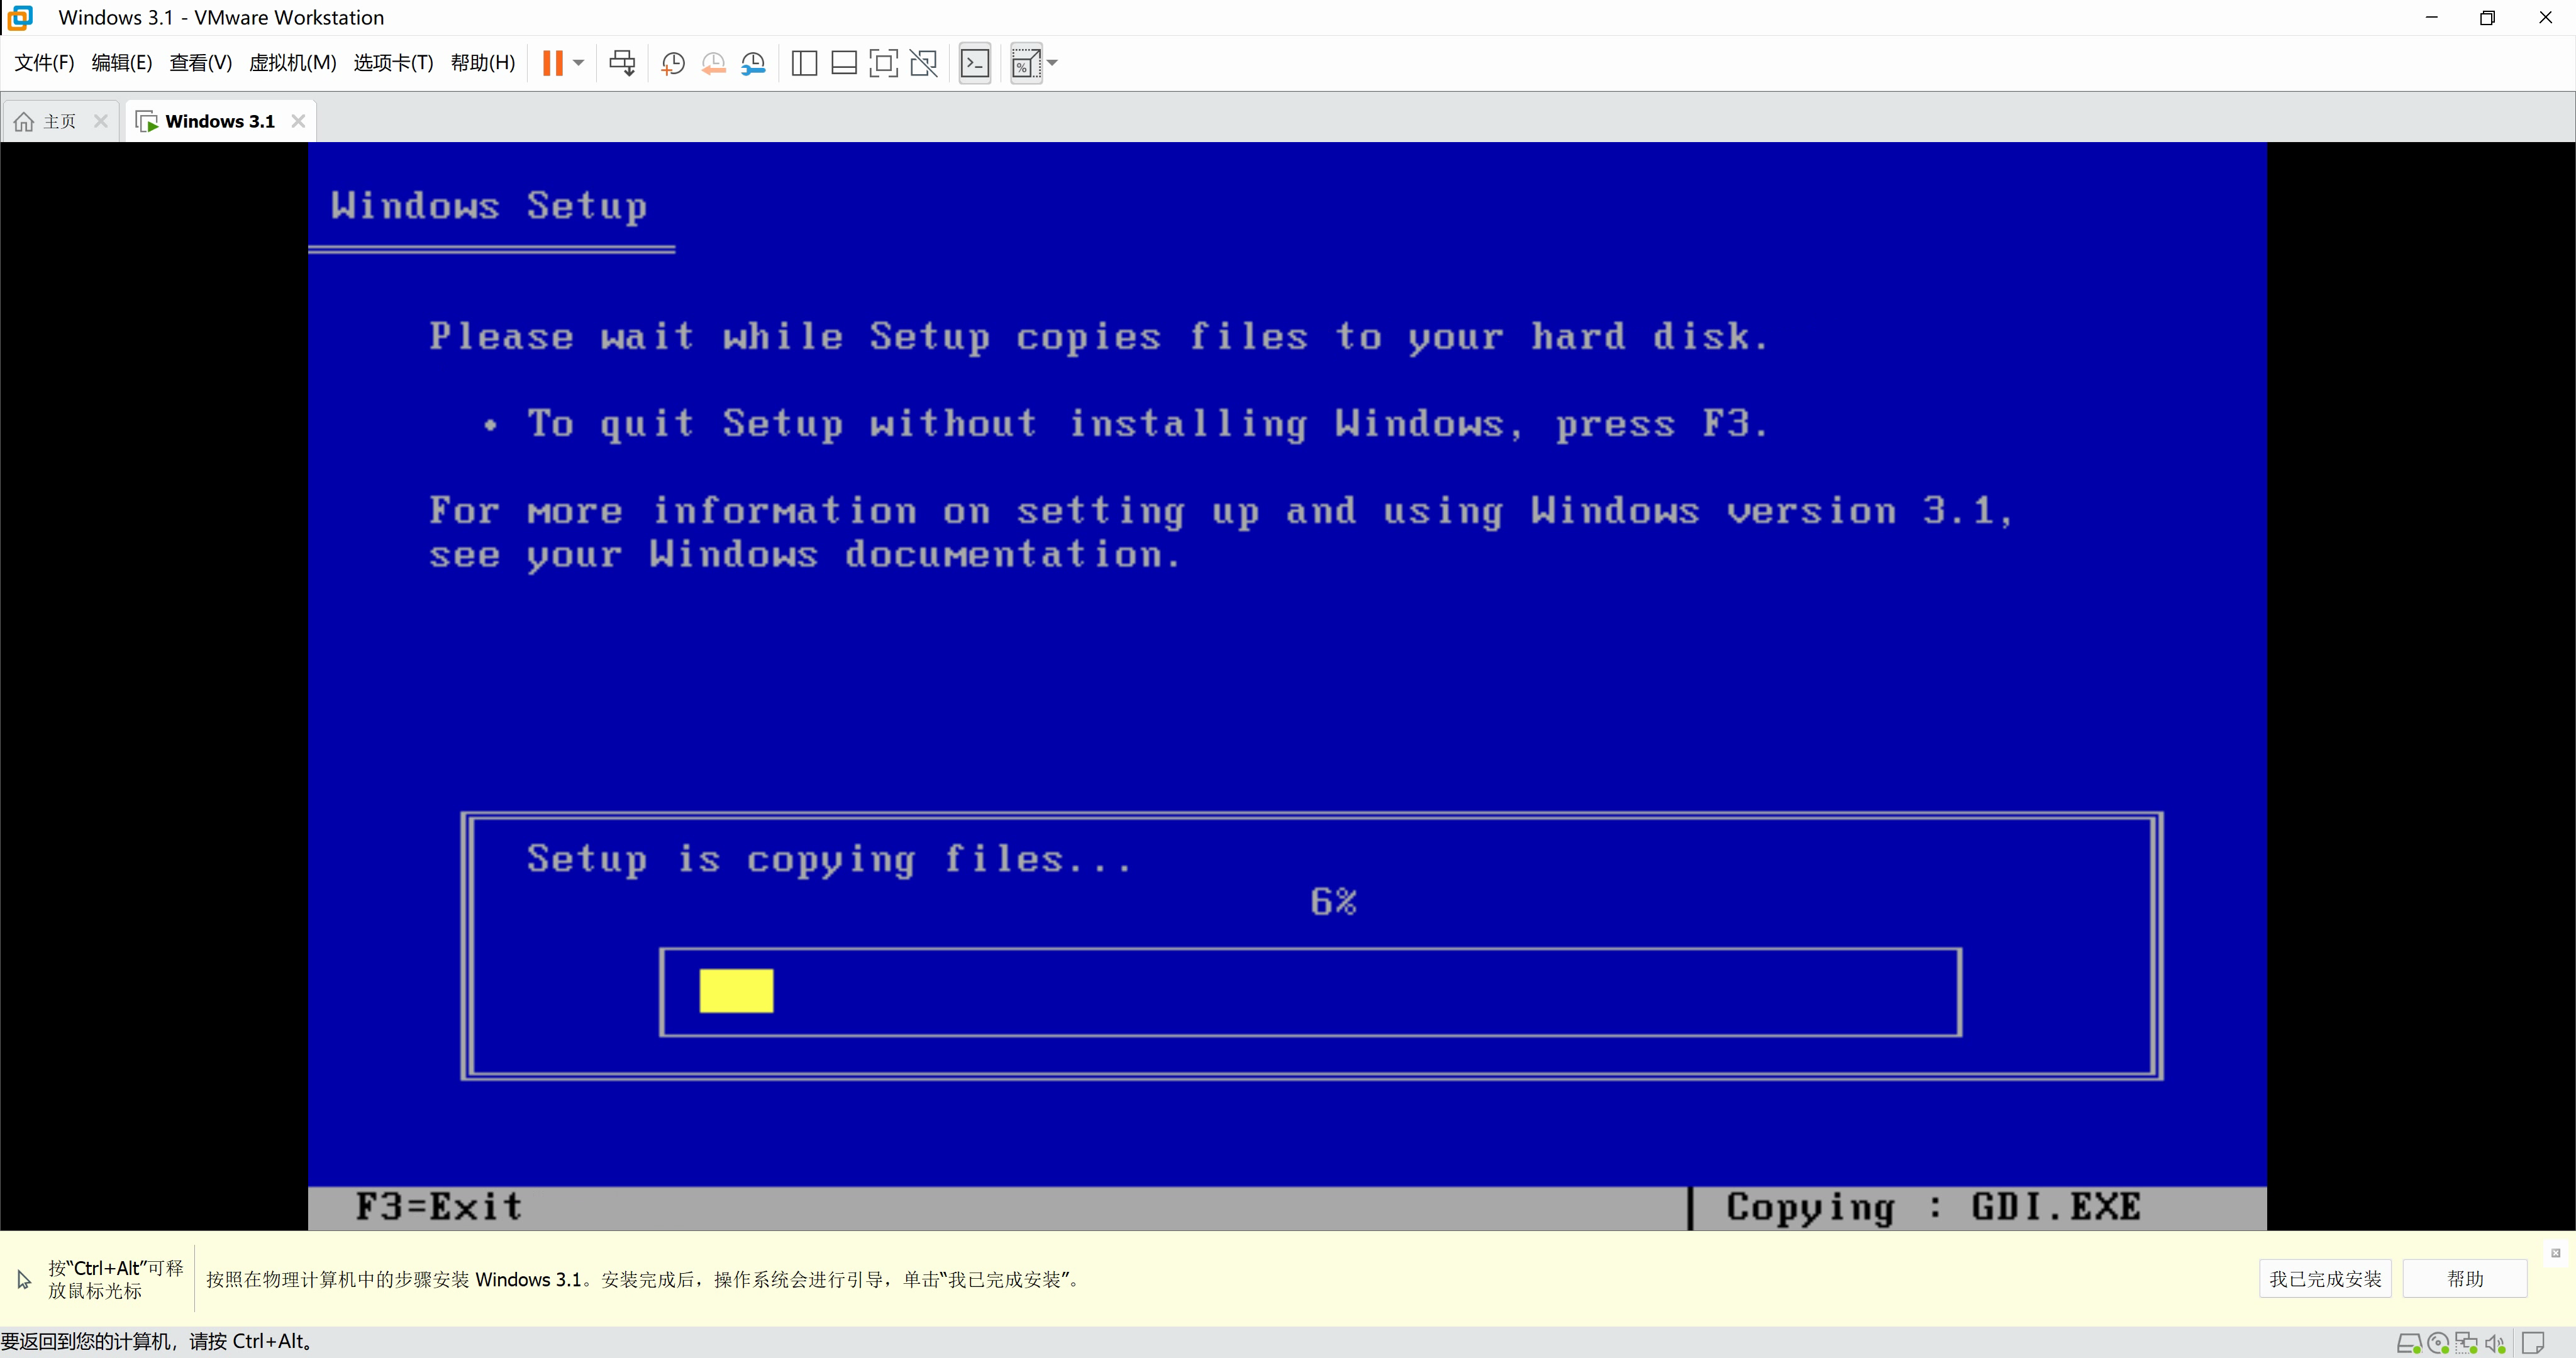 Windows 3.1 - VMware Workstation
文件(F) 编辑(E) 查看(V) 虚拟机(M) 选项卡(T) 帮助(H)
主页 Windows 3.1
Windows Setup
Please wait while Setup copies files to your hard disk.
• To quit Setup without installing Windows, press F3.
For more information on setting up and using Windows version 3.1,
see your Windows documentation.
Setup is copying files...
6%
F3=Exit | Copying : GDI.EXE
按“Ctrl+Alt”可释
放鼠标光标
按照在物理计算机中的步骤安装 Windows 3.1。安装完成后，操作系统会进行引导，单击“我已完成安装”。
我已完成安装 帮助
要返回到您的计算机，请按 Ctrl+Alt。